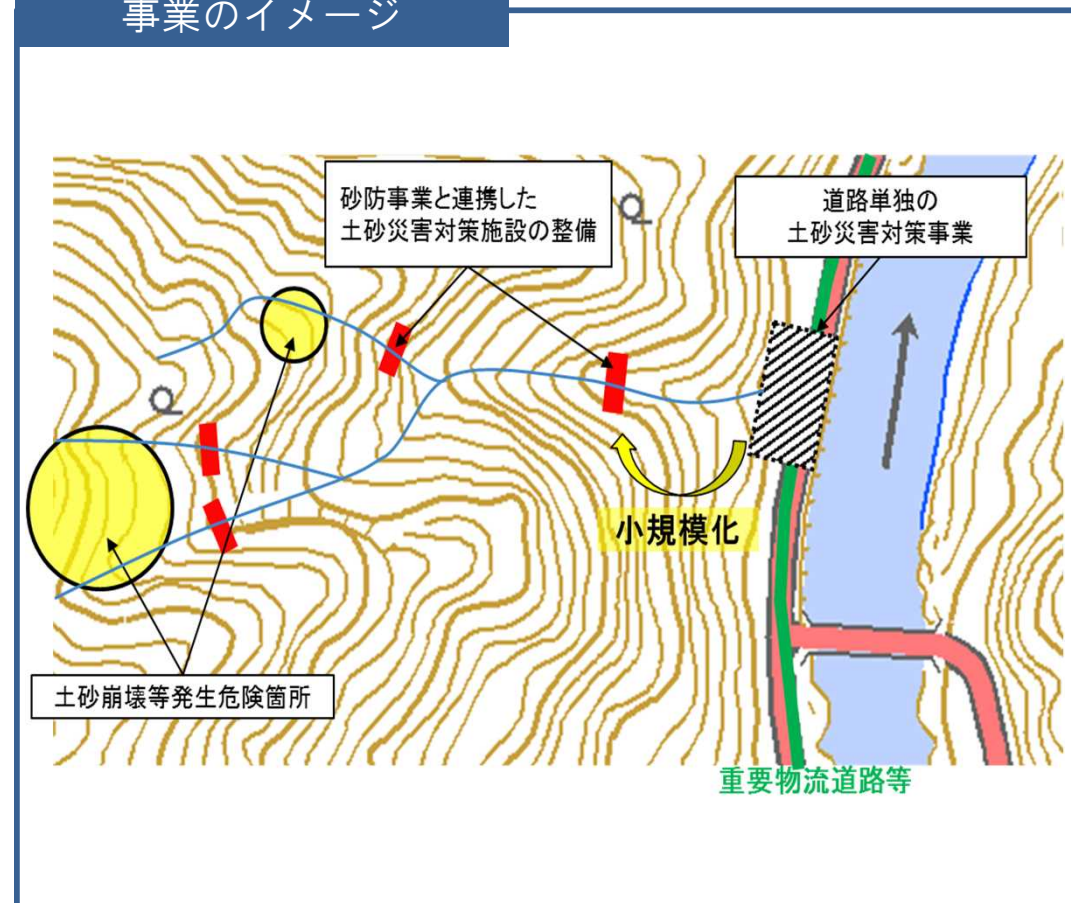 事業のイメージ
砂防事業と連携した
土砂災害対策施設の整備
道路単独の
土砂災害対策事業
小規模化
土砂崩壊等発生危険箇所
重要物流道路等